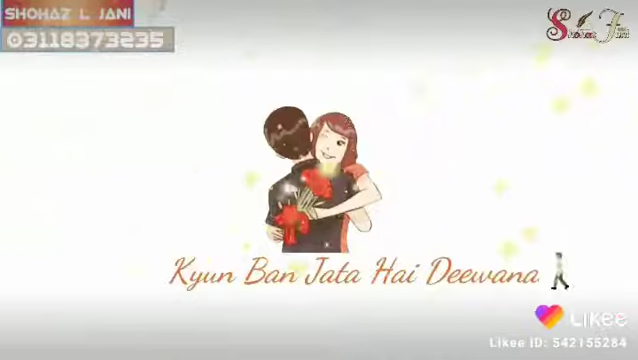 SHOHAZ L JANI
03118373235
Kyun Ban Jata Hai Deewana
Likee
Likee ID: 542155284